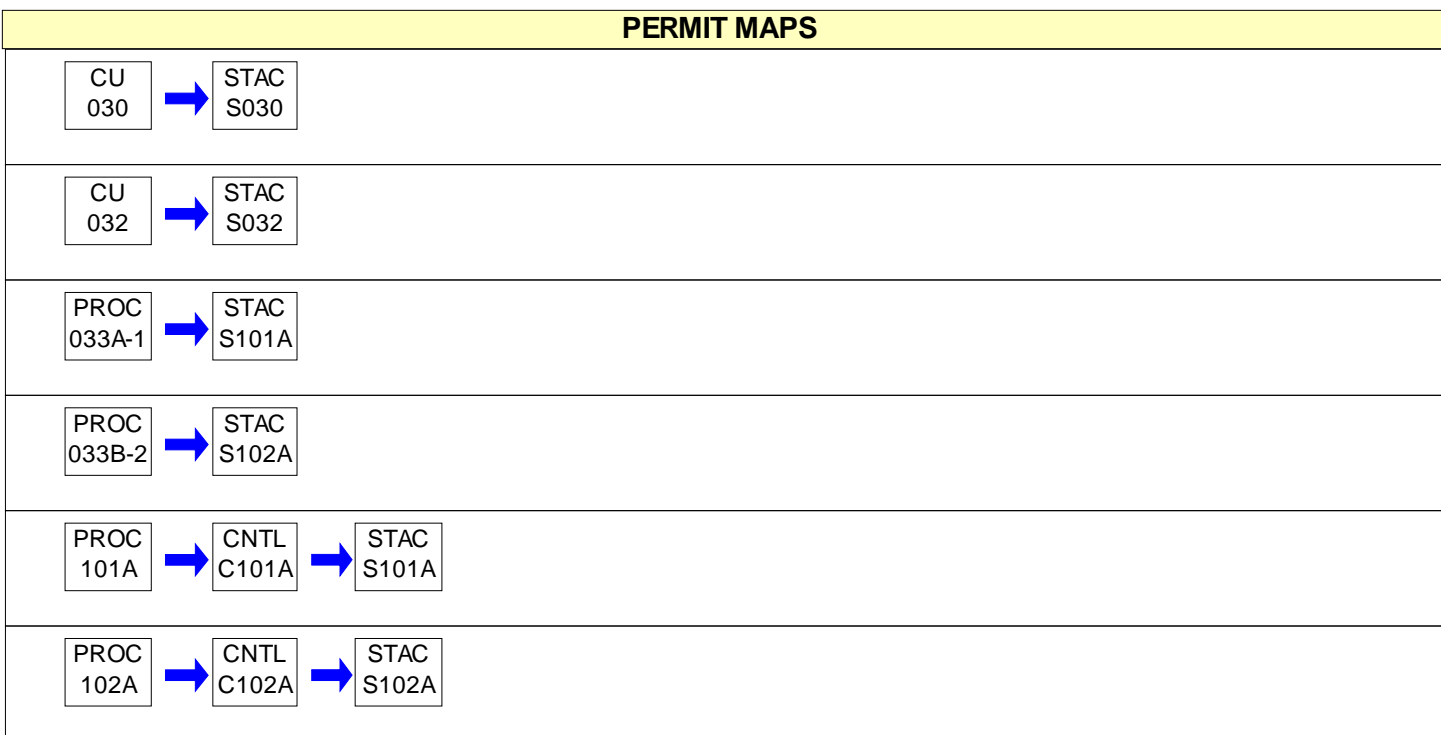 PERMIT MAPS
CU
030
STAC
S030
CU
032
STAC
S032
PROC
033A-1
STAC
S101A
PROC
033B-2
STAC
S102A
PROC
101A
CNTL
C101A
STAC
S101A
PROC
102A
CNTL
C102A
STAC
S102A